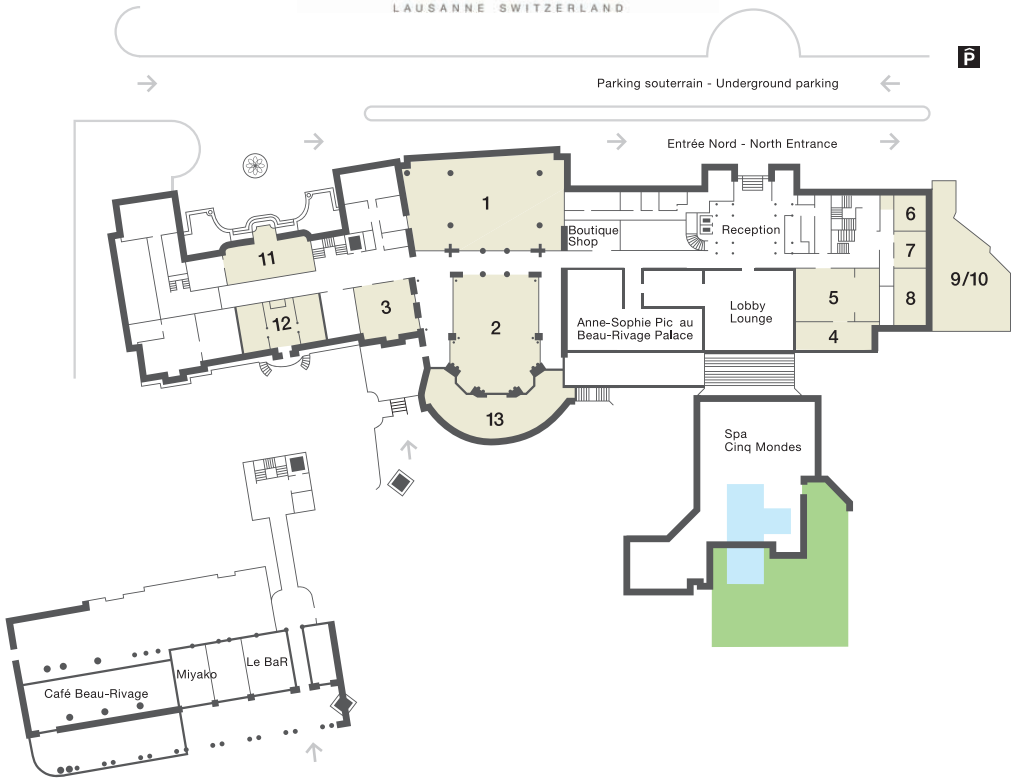 LAUSANNE SWITZERLAND
P
Parking souterrain - Underground parking
Entrée Nord - North Entrance
1
Boutique
Shop
Reception
6
7
8
9/10
11
3
12
2
5
4
Lobby
Lounge
Anne-Sophie Pic au
Beau-Rivage Palace
13
Spa
Cinq Mondes
Le BaR
Miyako
Café Beau-Rivage